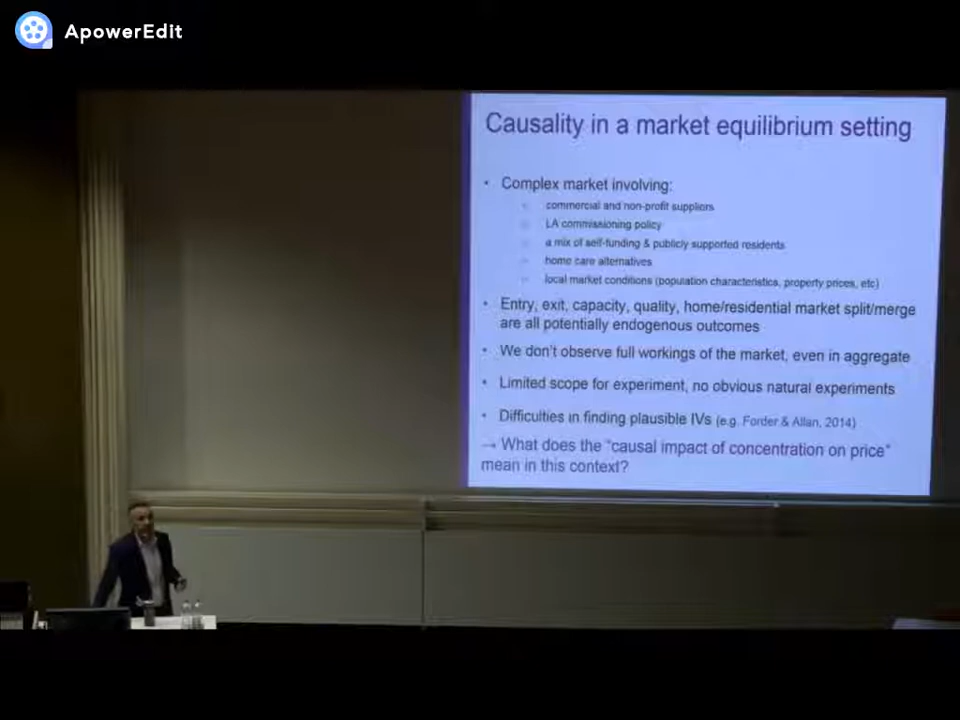 ApowerEdit
Causality in a market equilibrium setting
• Complex market involving:
commercial and non-profit suppliers
LA commissioning policy
a mix of self-funding & publicly supported residents
home care alternatives
local market conditions (population characteristics, property prices, etc)
• Entry, exit, capacity, quality, home/residential market split/merge
are all potentially endogenous outcomes
• We don't observe full workings of the market, even in aggregate
• Limited scope for experiment, no obvious natural experiments
• Difficulties in finding plausible IVs (e.g. Forder & Allan, 2014)
→ What does the "causal impact of concentration on price"
mean in this context?